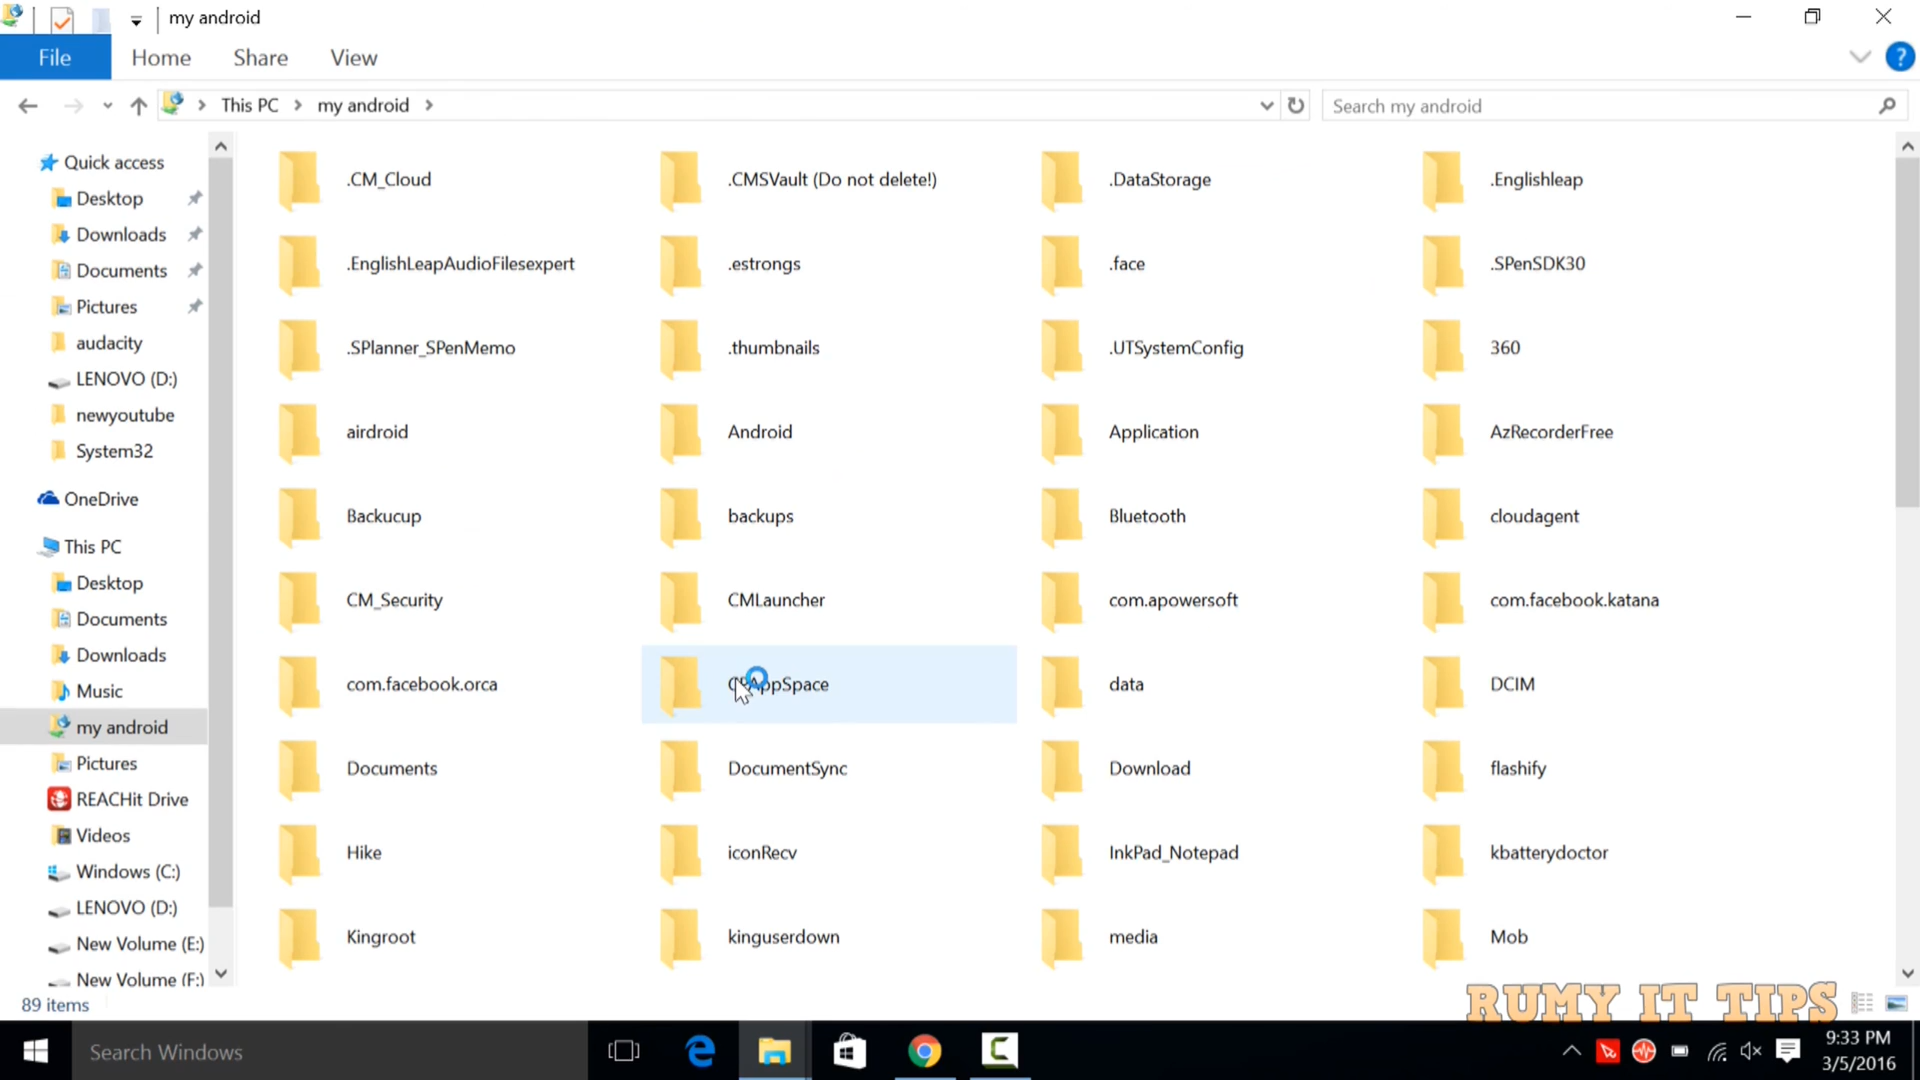 my android
File Home Share View
This PC > my android >
Search my android
Quick access
Desktop
Downloads
Documents
Pictures
audacity
LENOVO (D:)
newyoutube
System32
OneDrive
This PC
Desktop
Documents
Downloads
Music
my android
Pictures
REACHit Drive
Videos
Windows (C:)
LENOVO (D:)
New Volume (E:)
New Volume (F:)
.CM_Cloud .CMSVault (Do not delete!) .DataStorage .Englishleap
.EnglishLeapAudioFilesexpert .estrongs .face .SPenSDK30
.SPlanner_SPenMemo .thumbnails .UTSystemConfig 360
airdroid Android Application AzRecorderFree
Backucup backups Bluetooth cloudagent
CM_Security CMLauncher com.apowersoft com.facebook.katana
com.facebook.orca data DCIM
Documents DocumentSync Download flashify
Hike iconRecv InkPad_Notepad kbatterydoctor
Kingroot kinguserdown media Mob
89 items
RUMY IT TIPS
Search Windows
9:33 PM
3/5/2016